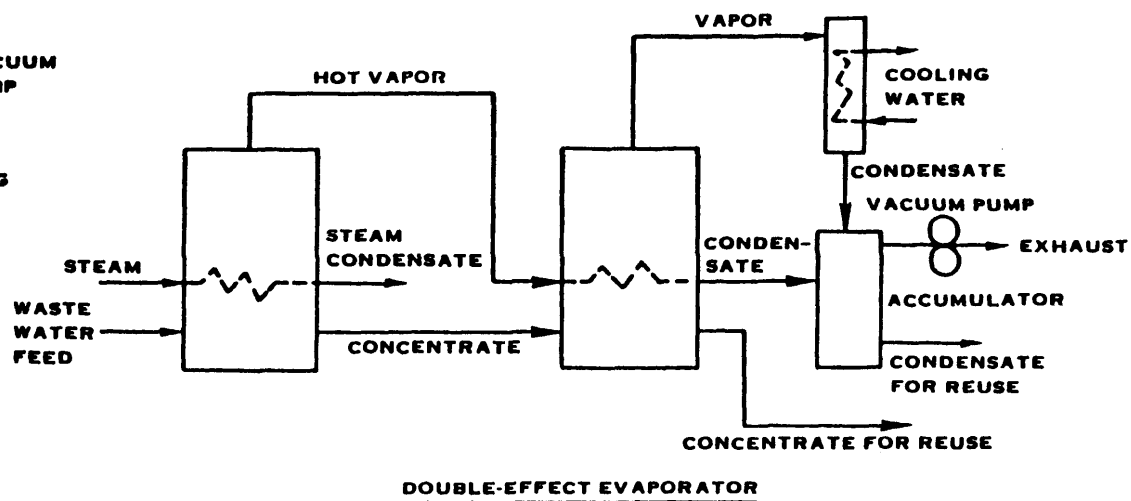 VAPOR
CUUM
HOT VAPOR
COOLING
WATER
CONDENSATE
VACUUM PUMP
STEAM
CONDENSATE
CONDEN-
SATE
EXHAUST
STEAM
ACCUMULATOR
WASTE
WATER
FEED
CONCENTRATE
CONDENSATE
FOR REUSE
CONCENTRATE FOR REUSE
DOUBLE-EFFECT EVAPORATOR